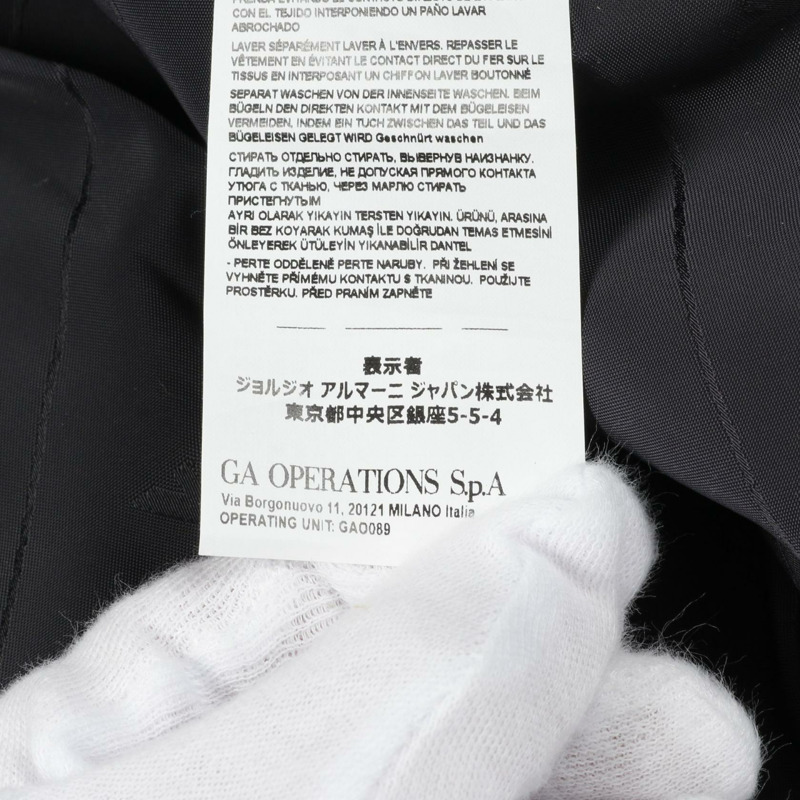 CON EL TEJIDO INTERPONIENDO UN PAÑO LAVAR
ABROCHADO
LAVER SÉPARÉMENT LAVER À L'ENVERS. REPASSER LE
VÊTEMENT EN ÉVITANT LE CONTACT DIRECT DU FER SUR LE
TISSUS EN INTERPOSANT UN CHIFFON LAVER BOUTONNÉ
SEPARAT WASCHEN VON DER INNENSEITE WASCHEN. BEIM
BÜGELN DEN DIREKTEN KONTAKT MIT DEM BÜGELEISEN
VERMEIDEN, INDEM EIN TUCH ZWISCHEN DAS TEIL UND DAS
BÜGELEISEN GELEGT WIRD Geschnürt waschen
СТИРАТЬ ОТДЕЛЬНО СТИРАТЬ, ВЫВЕРНУВ НАИЗНАНКУ.
ГЛАДИТЬ ИЗДЕЛИЕ, НЕ ДОПУСКАЯ ПРЯМОГО КОНТАКТА
УТЮГА С ТКАНЬЮ, ЧЕРЕЗ МАРЛЮ СТИРАТЬ
ПРИСТЕГНУТЫМ
AYRI OLARAK YIKAYIN TERSTEN YIKAYIN. ÜRÜNÜ, ARASINA
BİR BEZ KOYARAK KUMAŞ İLE DOĞRUDAN TEMAS ETMESİNİ
ÖNLEYEREK ÜTÜLEYİN YIKANABİLİR DANTEL
- PERTE ODDĚLENĚ PERTE NARUBY. PŘI ŽEHLENÍ SE
VYHNĚTE PŘÍMÉMU KONTAKTU S TKANINOU. POUŽIJTE
PROSTĚRKU. PŘED PRANÍM ZAPNĚTE
表示者
ジョルジオ アルマーニ ジャパン株式会社
東京都中央区銀座5-5-4
GA OPERATIONS S.p.A
Via Borgonuovo 11, 20121 MILANO Italia
OPERATING UNIT: GAO089